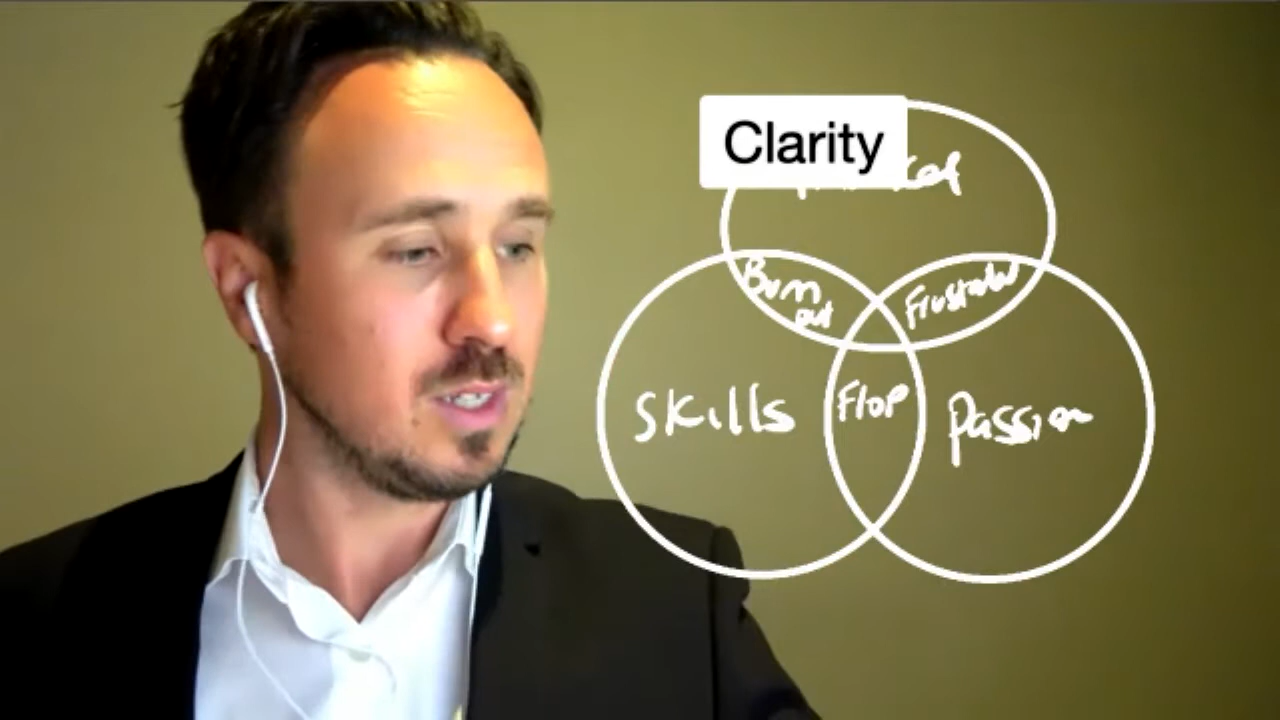 Clarity
Burn
out
Frustrated
Skills
Flop
Passion